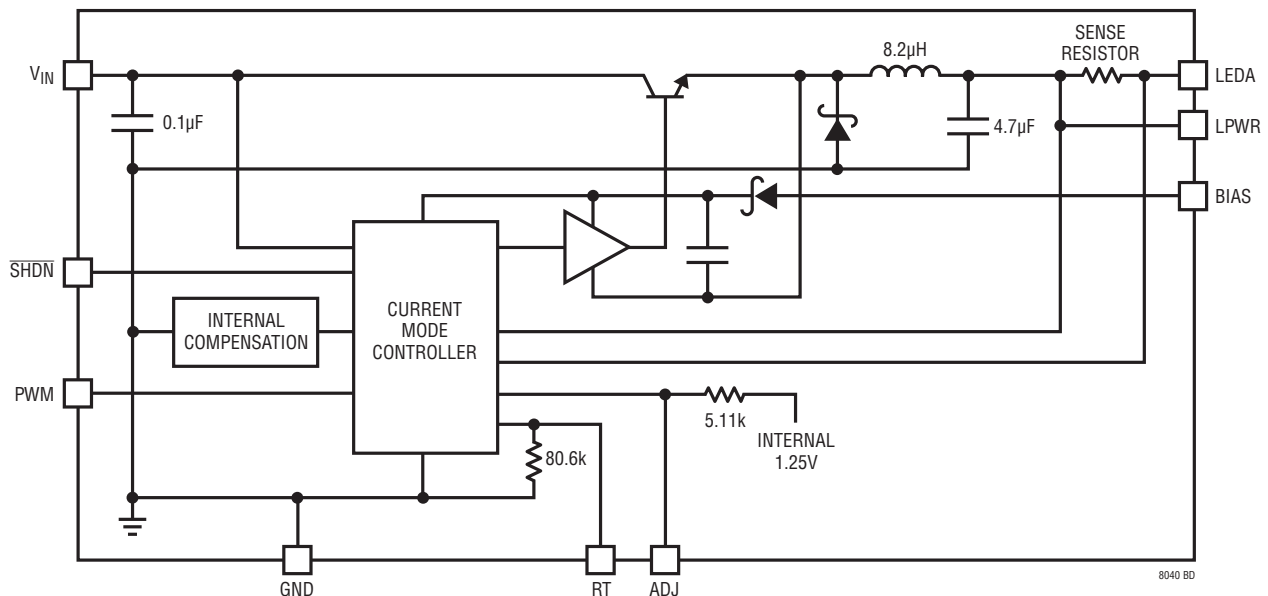 SENSE
RESISTOR
8.2µH
VIN
LEDA
0.1µF
4.7µF
LPWR
BIAS
SHDN
INTERNAL
COMPENSATION
CURRENT
MODE
CONTROLLER
PWM
5.11k
INTERNAL
1.25V
80.6k
GND
RT
ADJ
8040 BD